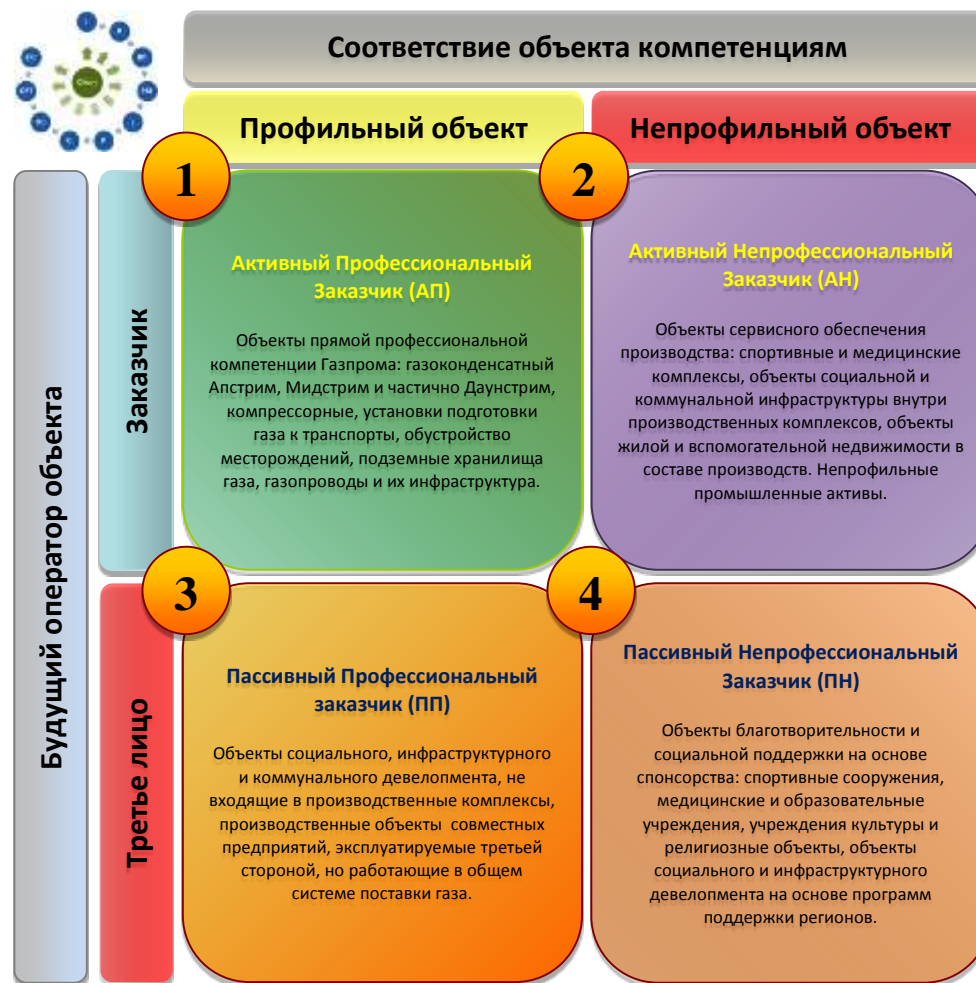 Соответствие объекта компетенциям
Профильный объект
Непрофильный объект
Будущий оператор объекта
Заказчик
1
Активный Профессиональный
Заказчик (АП)
Объекты прямой профессиональной
компетенции Газпрома: газоконденсатный
Апстрим, Мидстрим и частично Даунстрим,
компрессорные, установки подготовки
газа к транспорты, обустройство
месторождений, подземные хранилища
газа, газопроводы и их инфраструктура.
2
Активный Непрофессиональный
Заказчик (АН)
Объекты сервисного обеспечения
производства: спортивные и медицинские
комплексы, объекты социальной и
коммунальной инфраструктуры внутри
производственных комплексов, объекты
жилой и вспомогательной недвижимости в
составе производств. Непрофильные
промышленные активы.
Третье лицо
3
Пассивный Профессиональный
заказчик (ПП)
Объекты социального, инфраструктурного
и коммунального девелопмента, не
входящие в производственные комплексы,
производственные объекты совместных
предприятий, эксплуатируемые третьей
стороной, но работающие в общем
системе поставки газа.
4
Пассивный Непрофессиональный
Заказчик (ПН)
Объекты благотворительности и
социальной поддержки на основе
спонсорства: спортивные сооружения,
медицинские и образовательные
учреждения, учреждения культуры и
религиозные объекты, объекты
социального и инфраструктурного
девелопмента на основе программ
поддержки регионов.